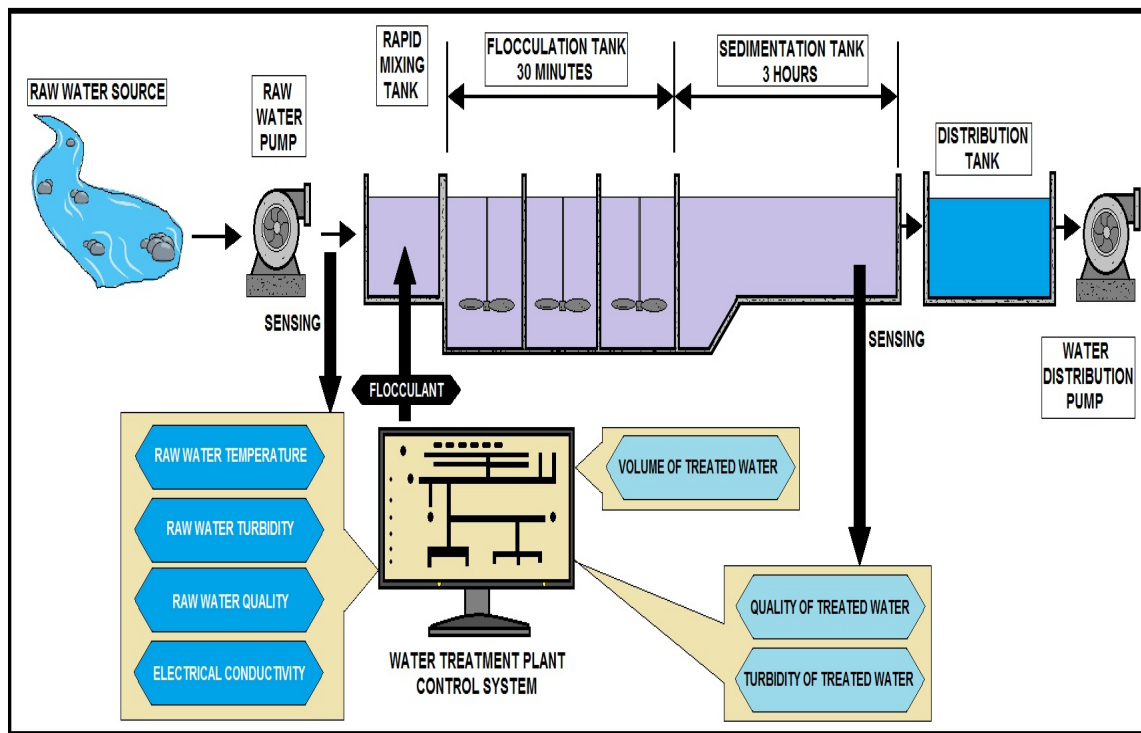 RAW WATER SOURCE
RAW
WATER
PUMP
RAPID
MIXING
TANK
FLOCCULATION TANK
30 MINUTES
SEDIMENTATION TANK
3 HOURS
DISTRIBUTION
TANK
WATER
DISTRIBUTION
PUMP
SENSING
FLOCCULANT
SENSING
RAW WATER TEMPERATURE
RAW WATER TURBIDITY
RAW WATER QUALITY
ELECTRICAL CONDUCTIVITY
VOLUME OF TREATED WATER
QUALITY OF TREATED WATER
TURBIDITY OF TREATED WATER
WATER TREATMENT PLANT
CONTROL SYSTEM